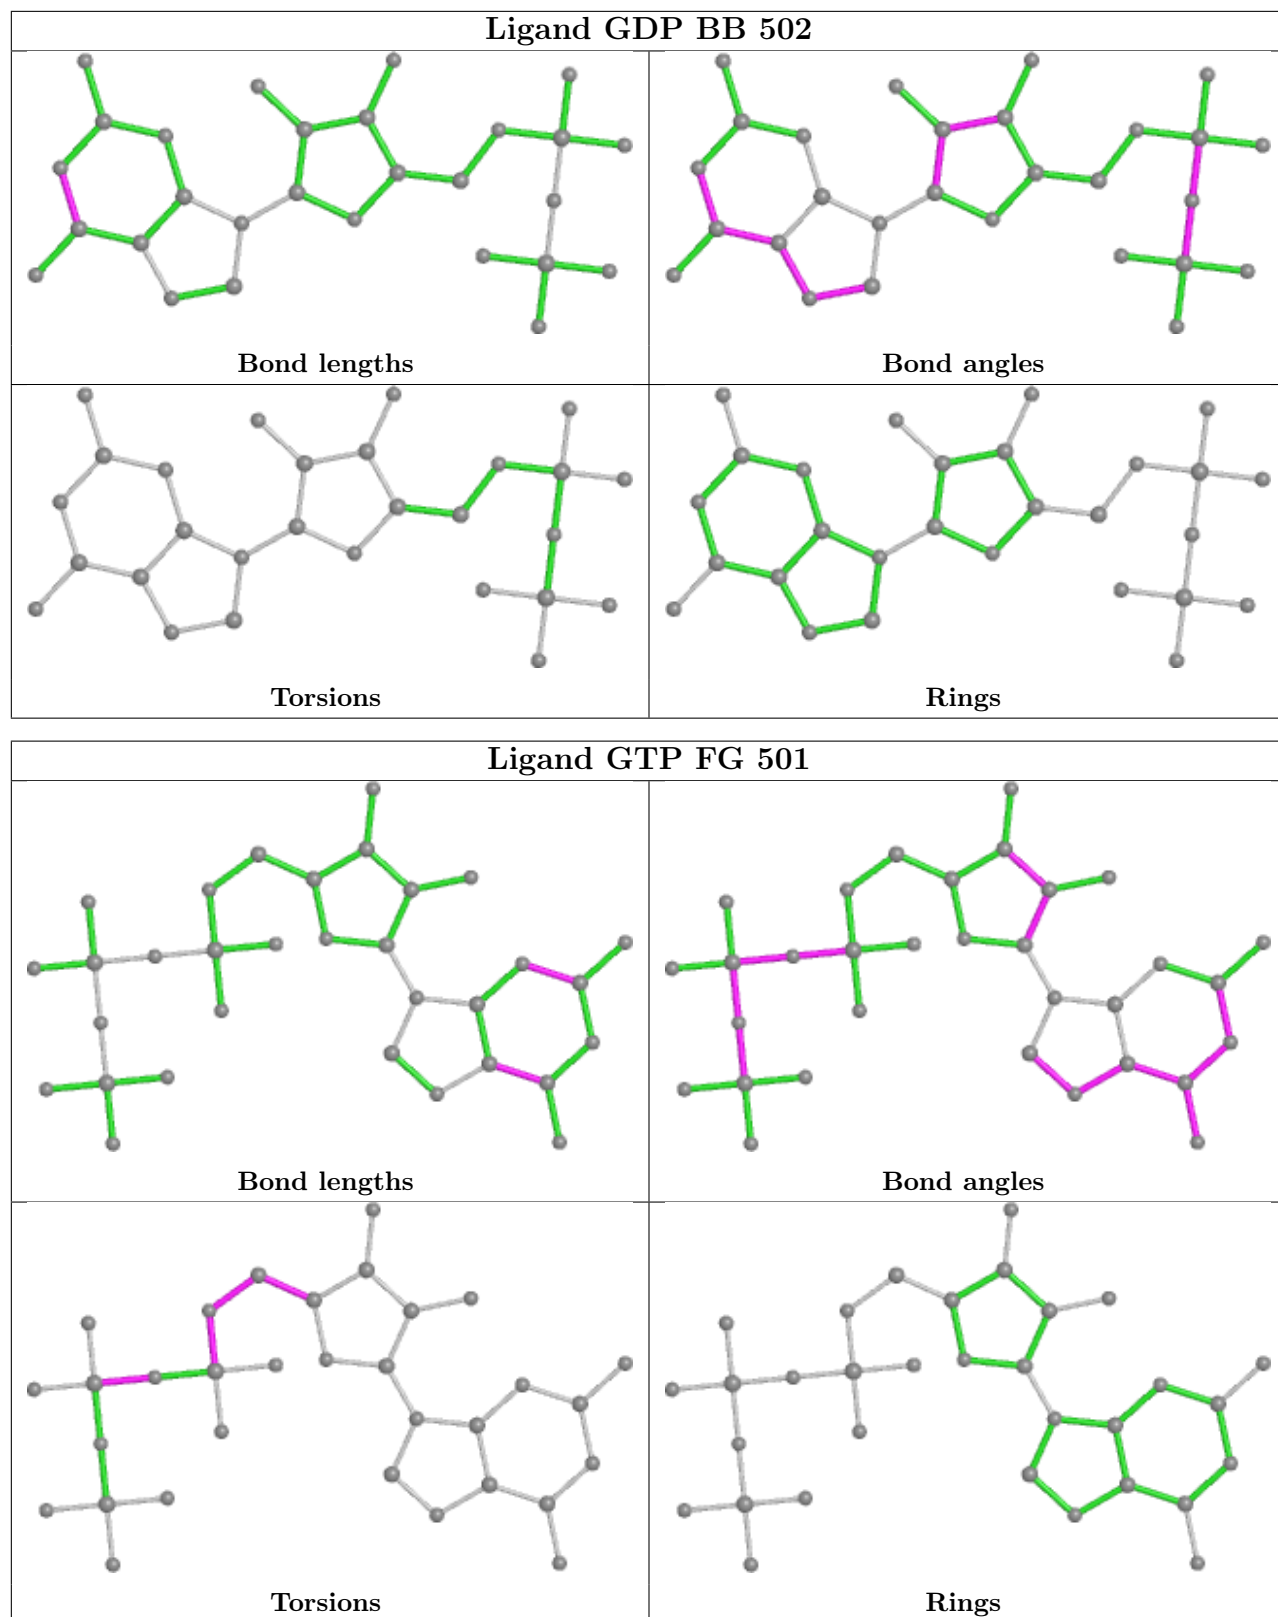 Ligand GDP BB 502
Bond lengths
Bond angles
Torsions
Rings
Ligand GTP FG 501
Bond lengths
Bond angles
Torsions
Rings